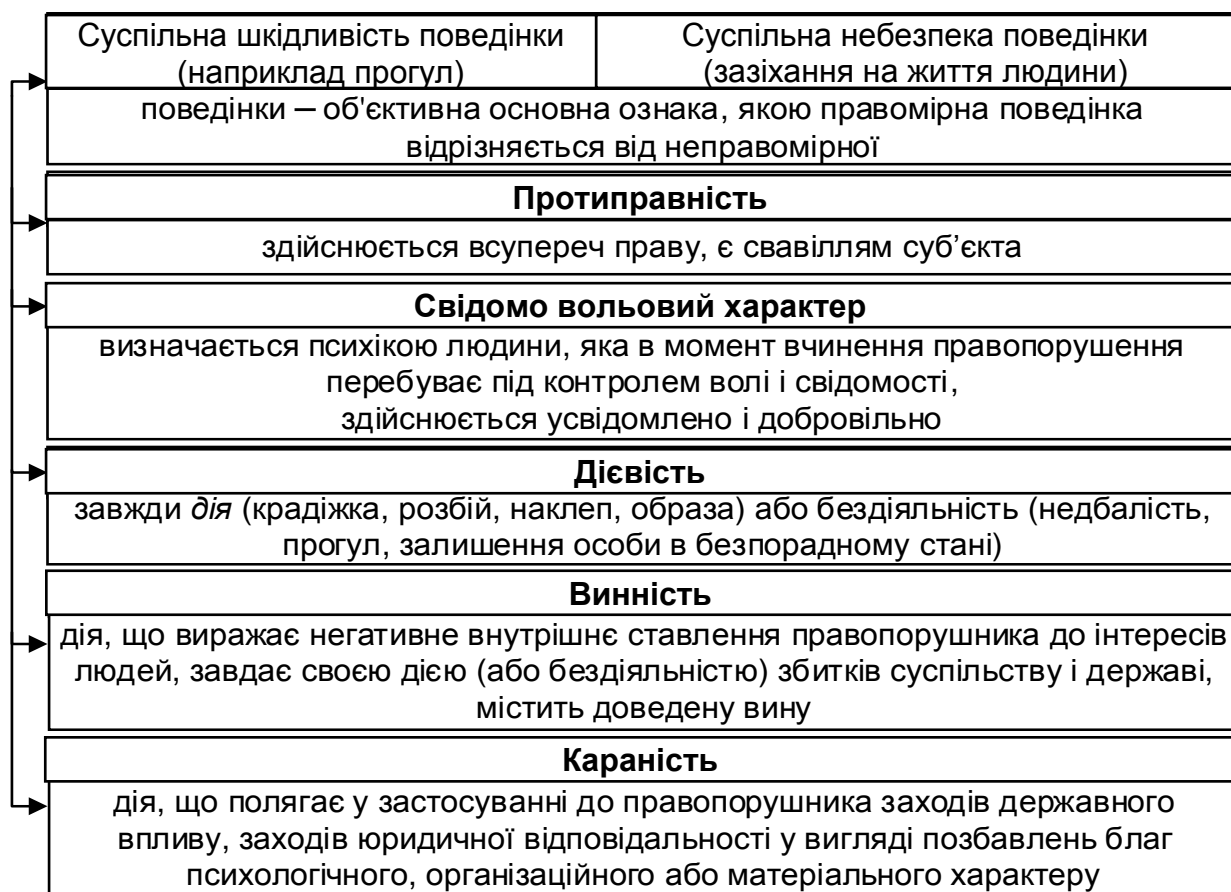 Суспільна шкідливість поведінки
(наприклад прогул)
Суспільна небезпека поведінки
(зазіхання на життя людини)
поведінки – об'єктивна основна ознака, якою правомірна поведінка
відрізняється від неправомірної
Протиправність
здійснюється всупереч праву, є свавіллям суб’єкта
Свідомо вольовий характер
визначається психікою людини, яка в момент вчинення правопорушення
перебуває під контролем волі і свідомості,
здійснюється усвідомлено і добровільно
Дієвість
завжди дія (крадіжка, розбій, наклеп, образа) або бездіяльність (недбалість,
прогул, залишення особи в безпорадному стані)
Винність
дія, що виражає негативне внутрішнє ставлення правопорушника до інтересів
людей, завдає своєю дією (або бездіяльністю) збитків суспільству і державі,
містить доведену вину
Караність
дія, що полягає у застосуванні до правопорушника заходів державного
впливу, заходів юридичної відповідальності у вигляді позбавлень благ
психологічного, організаційного або матеріального характеру